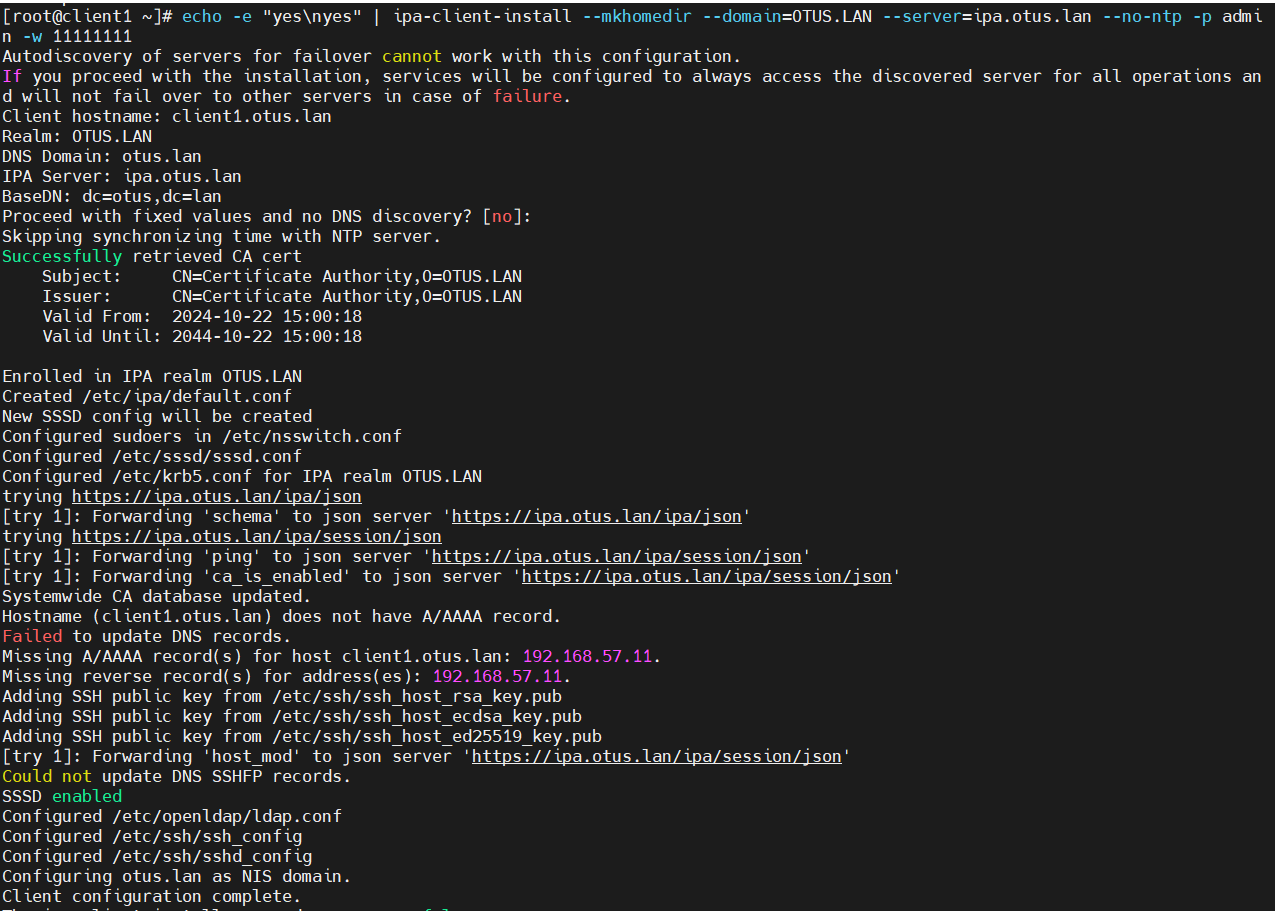 [root@client1 ~]# echo -e "yes\nyes" | ipa-client-install --mkhomedir --domain=OTUS.LAN --server=ipa.otus.lan --no-ntp -p admi
n -w 11111111
Autodiscovery of servers for failover cannot work with this configuration.
If you proceed with the installation, services will be configured to always access the discovered server for all operations an
d will not fail over to other servers in case of failure.
Client hostname: client1.otus.lan
Realm: OTUS.LAN
DNS Domain: otus.lan
IPA Server: ipa.otus.lan
BaseDN: dc=otus,dc=lan
Proceed with fixed values and no DNS discovery? [no]:
Skipping synchronizing time with NTP server.
Successfully retrieved CA cert
    Subject:     CN=Certificate Authority,O=OTUS.LAN
    Issuer:      CN=Certificate Authority,O=OTUS.LAN
    Valid From:  2024-10-22 15:00:18
    Valid Until: 2044-10-22 15:00:18

Enrolled in IPA realm OTUS.LAN
Created /etc/ipa/default.conf
New SSSD config will be created
Configured sudoers in /etc/nsswitch.conf
Configured /etc/sssd/sssd.conf
Configured /etc/krb5.conf for IPA realm OTUS.LAN
trying https://ipa.otus.lan/ipa/json
[try 1]: Forwarding 'schema' to json server 'https://ipa.otus.lan/ipa/json'
trying https://ipa.otus.lan/ipa/session/json
[try 1]: Forwarding 'ping' to json server 'https://ipa.otus.lan/ipa/session/json'
[try 1]: Forwarding 'ca_is_enabled' to json server 'https://ipa.otus.lan/ipa/session/json'
Systemwide CA database updated.
Hostname (client1.otus.lan) does not have A/AAAA record.
Failed to update DNS records.
Missing A/AAAA record(s) for host client1.otus.lan: 192.168.57.11.
Missing reverse record(s) for address(es): 192.168.57.11.
Adding SSH public key from /etc/ssh/ssh_host_rsa_key.pub
Adding SSH public key from /etc/ssh/ssh_host_ecdsa_key.pub
Adding SSH public key from /etc/ssh/ssh_host_ed25519_key.pub
[try 1]: Forwarding 'host_mod' to json server 'https://ipa.otus.lan/ipa/session/json'
Could not update DNS SSHFP records.
SSSD enabled
Configured /etc/openldap/ldap.conf
Configured /etc/ssh/ssh_config
Configured /etc/ssh/sshd_config
Configuring otus.lan as NIS domain.
Client configuration complete.